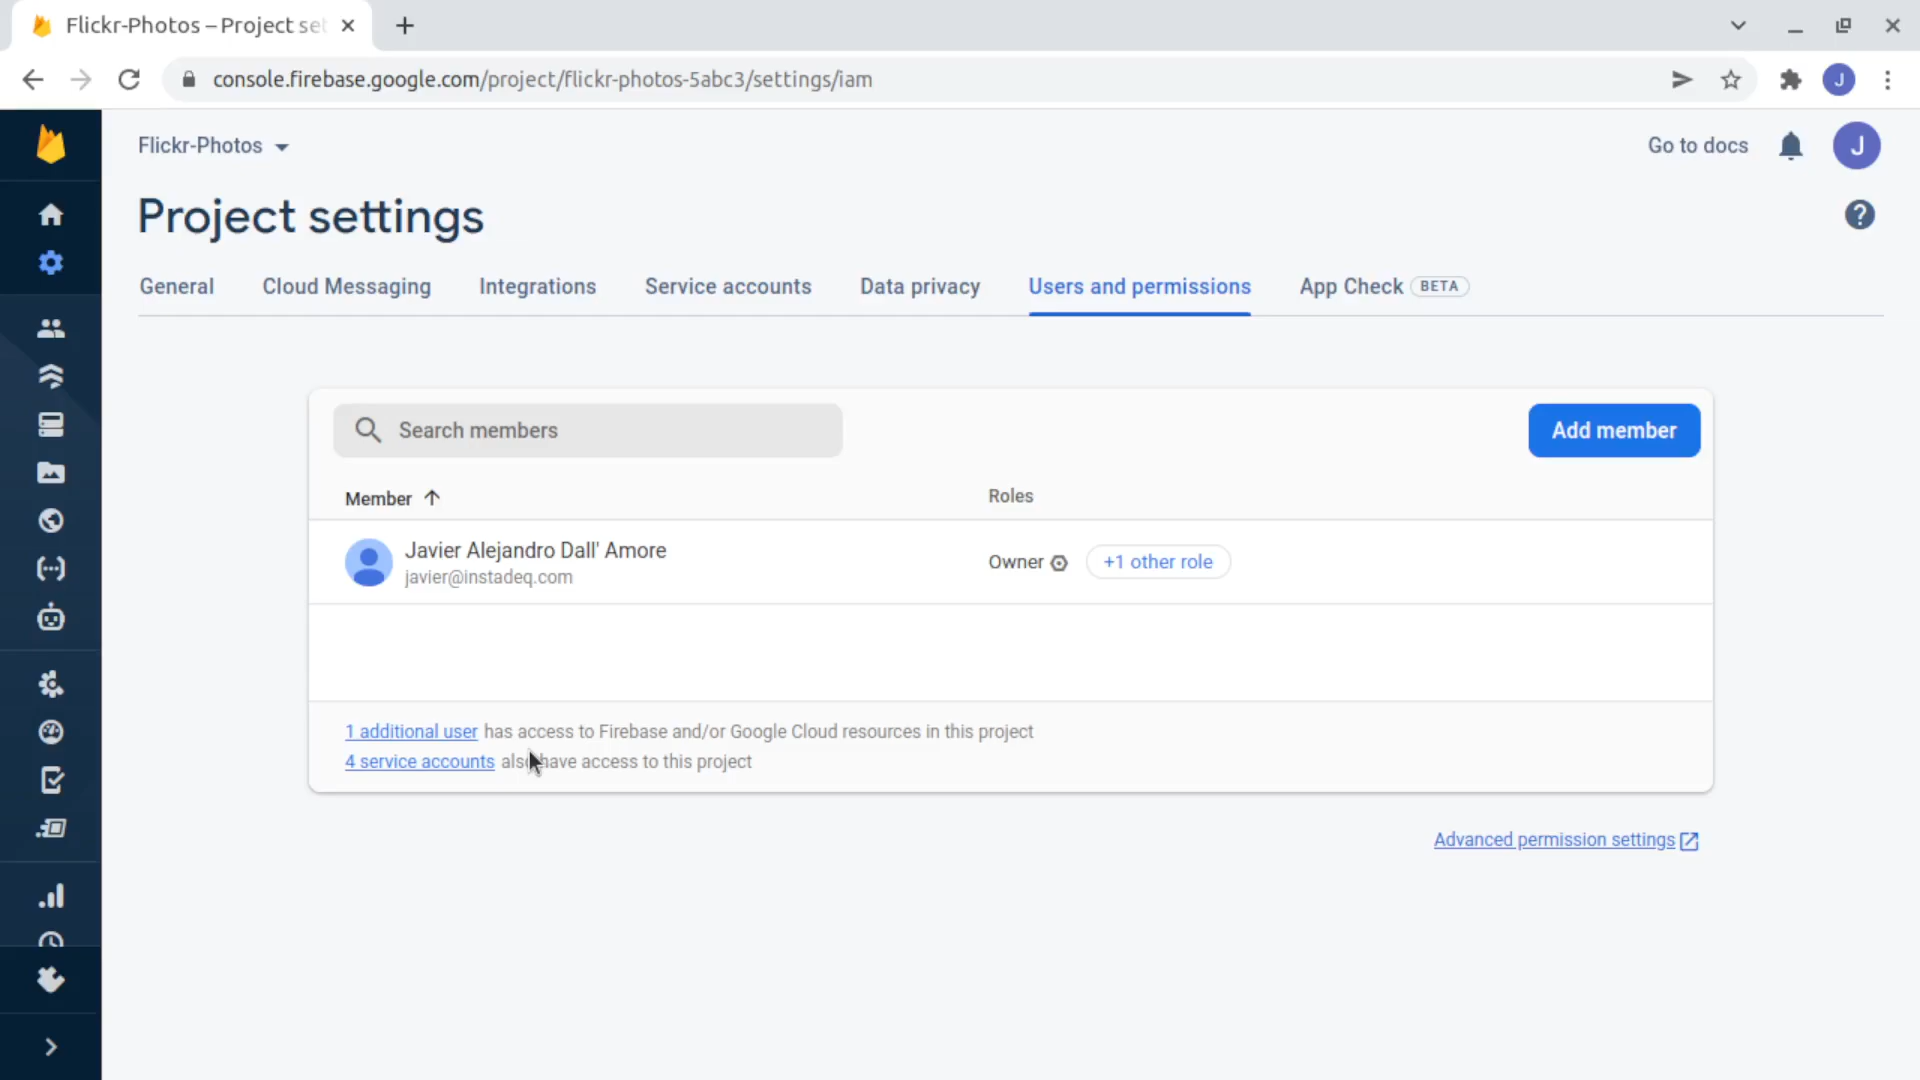 Flickr-Photos – Project set
console.firebase.google.com/project/flickr-photos-5abc3/settings/iam
J
Flickr-Photos
Go to docs
J
Project settings
?
General
Cloud Messaging
Integrations
Service accounts
Data privacy
Users and permissions
App Check BETA
Search members
Add member
Member
Roles
Javier Alejandro Dall' Amore
javier@instadeq.com
Owner
+1 other role
1 additional user has access to Firebase and/or Google Cloud resources in this project
4 service accounts also have access to this project
Advanced permission settings